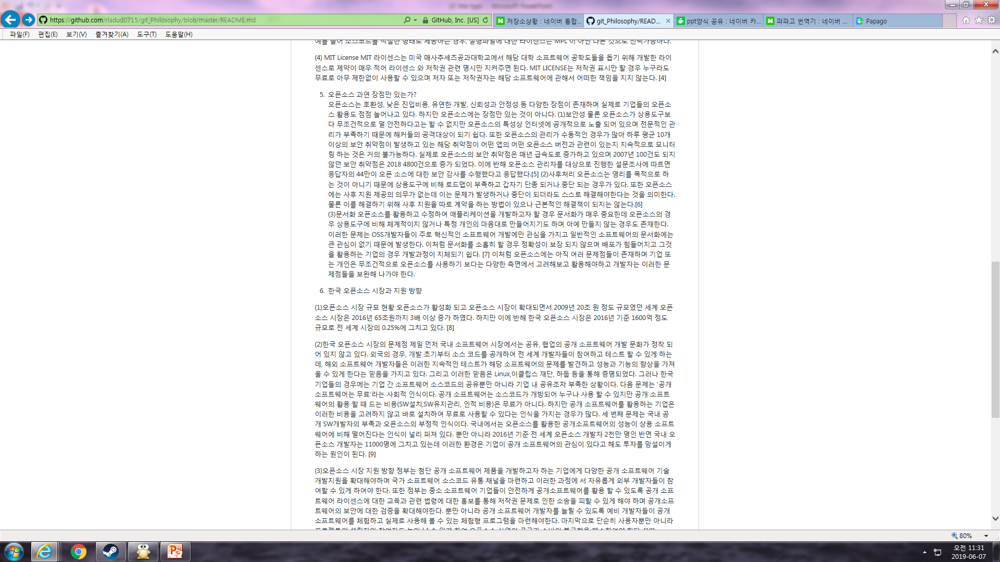 23 line typo - Microsoft PowerPoint
https://github.com/rladud0715/git_Philosophy/blob/master/README.md
GitHub, Inc. [US]
저장소상황 : 네이버 통합...
git_Philosophy/READ...
ppt양식 공유 : 네이버 카...
파파고 번역기 : 네이버 ...
Papago
파일(F) 편집(E) 보기(V) 즐겨찾기(A) 도구(T) 도움말(H)
예를 들어 소스코드를 적절한 형태로 제공하는 경우, 실행파일에 대한 라이센스는 MPL 이 아닌 다른 것으로 선택가능하다.
(4) MIT License MIT 라이센스는 미국 매사추세츠공과대학교에서 해당 대학 소프트웨어 공학도들을 돕기 위해 개발한 라이
센스로 제약이 매우 적어 라이센스 와 저작권 관련 명시만 지켜주면 된다. MIT LICENSE는 저작권 표시만 할 경우 누구라도
무료로 아무 제한없이 사용할 수 있으며 저자 또는 저작권자는 해당 소프트웨어에 관해서 어떠한 책임을 지지 않는다. [4]
5. 오픈소스 과연 장점만 있는가?
오픈소스는 호환성, 낮은 진입비용, 유연한 개발, 신뢰성과 안정성 등 다양한 장점이 존재하며 실제로 기업들의 오픈소
스 활용도 점점 늘어나고 있다. 하지만 오픈소스에는 장점만 있는 것이 아니다. (1)보안성 물론 오픈소스가 상용도구보
다 무조건적으로 덜 안전하다고는 할 수 없지만 오픈소스의 특성상 인터넷에 공개적으로 노출 되어 있으며 전문적인 관
리가 부족하기 때문에 해커들의 공격대상이 되기 쉽다. 또한 오픈소스의 관리가 수동적인 경우가 많아 하루 평균 10개
이상의 보안 취약점이 발생하고 있는 해당 취약점이 어떤 앱의 어떤 오픈소스 버전과 관련이 있는지 지속적으로 모니터
링 하는 것은 거의 불가능하다. 실제로 오픈소스의 보안 취약점은 매년 급속도로 증가하고 있으며 2007년 100건도 되지
않던 보안 취약점은 2018 4800건으로 증가 되었다. 이에 반해 오픈소스 관리자를 대상으로 진행한 설문조사에 따르면
응답자의 44만이 오픈 소스에 대한 보안 감사를 수행했다고 응답했다.[5] (2)사후처리 오픈소스는 영리를 목적으로 하
는 것이 아니기 때문에 상용도구에 비해 로드맵이 부족하고 갑자기 단종 되거나 중단 되는 경우가 있다. 또한 오픈소스
에는 사후 지원 제공의 의무가 없는데 이는 문제가 발생하거나 중단이 되더라도 스스로 해결해야한다는 것을 의미한다.
물론 이를 해결하기 위해 사후 지원을 따로 계약을 하는 방법이 있으나 근본적인 해결책이 되지는 않는다.[6]
(3)문서화 오픈소스를 활용하고 수정하여 애플리케이션을 개발하고자 할 경우 문서화가 매우 중요한데 오픈소스의 경
우 상용도구에 비해 체계적이지 않거나 특정 개인의 마음대로 만들어지기도 하며 아예 만들지 않는 경우도 존재한다.
이러한 문제는 OSS개발자들이 주로 혁신적인 소프트웨어 개발에만 관심을 가지고 일반적인 소프트웨어의 문서화에는
큰 관심이 없기 때문에 발생한다. 이처럼 문서화를 소홀히 할 경우 정확성이 보장 되지 않으며 배포가 힘들어지고 그것
을 활용하는 기업의 경우 개발과정이 지체되기 쉽다. [7] 이처럼 오픈소스에는 아직 여러 문제점들이 존재하며 기업 또
는 개인은 무조건적으로 오픈소스를 사용하기 보다는 다양한 측면에서 고려해보고 활용해야하고 개발자는 이러한 문
제점들을 보완해 나가야 한다.
6. 한국 오픈소스 시장과 지원 방향
(1)오픈소스 시장 규모 현황 오픈소스가 활성화 되고 오픈소스 시장이 확대되면서 2009년 20조 원 정도 규모였던 세계 오픈
소스 시장은 2016년 65조원까지 3배 이상 증가 하였다. 하지만 이에 반해 한국 오픈소스 시장은 2016년 기준 1600억 정도
규모로 전 세계 시장의 0.25%에 그치고 있다. [8]
(2)한국 오픈소스 시장의 문제점 제일 먼저 국내 소프트웨어 시장에서는 공유, 협업의 공개 소프트웨어 개발 문화가 정착 되
어 있지 않고 있다. 외국의 경우, 개발 초기부터 소스 코드를 공개하여 전 세계 개발자들이 참여하고 테스트 할 수 있게 하는
데, 해외 소프트웨어 개발자들은 이러한 지속적인 테스트가 해당 소프트웨어의 문제를 발견하고 성능과 기능의 향상을 가져
올 수 있게 한다는 믿음을 가지고 있다. 그리고 이러한 믿음은 Linux,이클립스 재단, 하둡 등을 통해 증명되었다. 그러나 한국
기업들의 경우에는 기업 간 소프트웨어 소스코드의 공유뿐만 아니라 기업 내 공유조차 부족한 상황이다. 다음 문제는 '공개
소프트웨어는 무료'라는 사회적 인식이다. 공개 소프트웨어는 소스코드가 개방되어 누구나 사용 할 수 있지만 공개 소프트
웨어의 활용 할 때 드는 비용(SW설치,SW유지관리, 인적 비용)은 무료가 아니다. 하지만 공개 소프트웨어를 활용하는 기업은
이러한 비용을 고려하지 않고 바로 설치하여 무료로 사용할 수 있다는 인식을 가지는 경우가 많다. 세 번째 문제는 국내 공
개 SW개발자의 부족과 오픈소스의 부정적 인식이다. 국내에서는 오픈소스를 활용한 공개소프트웨어의 성능이 상용 소프트
웨어에 비해 떨어진다는 인식이 널리 퍼져 있다. 뿐만 아니라 2016년 기준 전 세계 오픈소스 개발자 2천만 명인 반면 국내 오
픈소스 개발자는 11000명에 그치고 있는데 이러한 환경은 기업이 공개 소프트웨어의 관심이 있다고 해도 투자를 망설이게
하는 원인이 된다. [9]
(3)오픈소스 시장 지원 방향 정부는 첨단 공개 소프트웨어 제품을 개발하고자 하는 기업에게 다양한 공개 소프트웨어 기술
개발지원을 확대해야하며 국가 소프트웨어 소스코드 유통 채널을 마련하고 이러한 과정에 서 자유롭게 외부 개발자들이 참
여할 수 있게 하여야 한다. 또한 정부는 중소 소프트웨어 기업들이 안전하게 공개소프트웨어를 활용 할 수 있도록 공개 소프
트웨어 라이센스에 대한 교육과 관련 법령에 대한 홍보를 통해 저작권 문제로 인한 소송을 피할 수 있게 해야 하며 공개소프
트웨어의 보안에 대한 검증을 확대해야한다. 뿐만 아니라 공개 소프트웨어 개발자를 늘릴 수 있도록 예비 개발자들이 공개
소프트웨어를 체험하고 실제로 사용해 볼 수 있는 체험형 프로그램을 마련해야한다. 마지막으로 단순히 사용자뿐만 아니라
80%
오전 11:31
2019-06-07